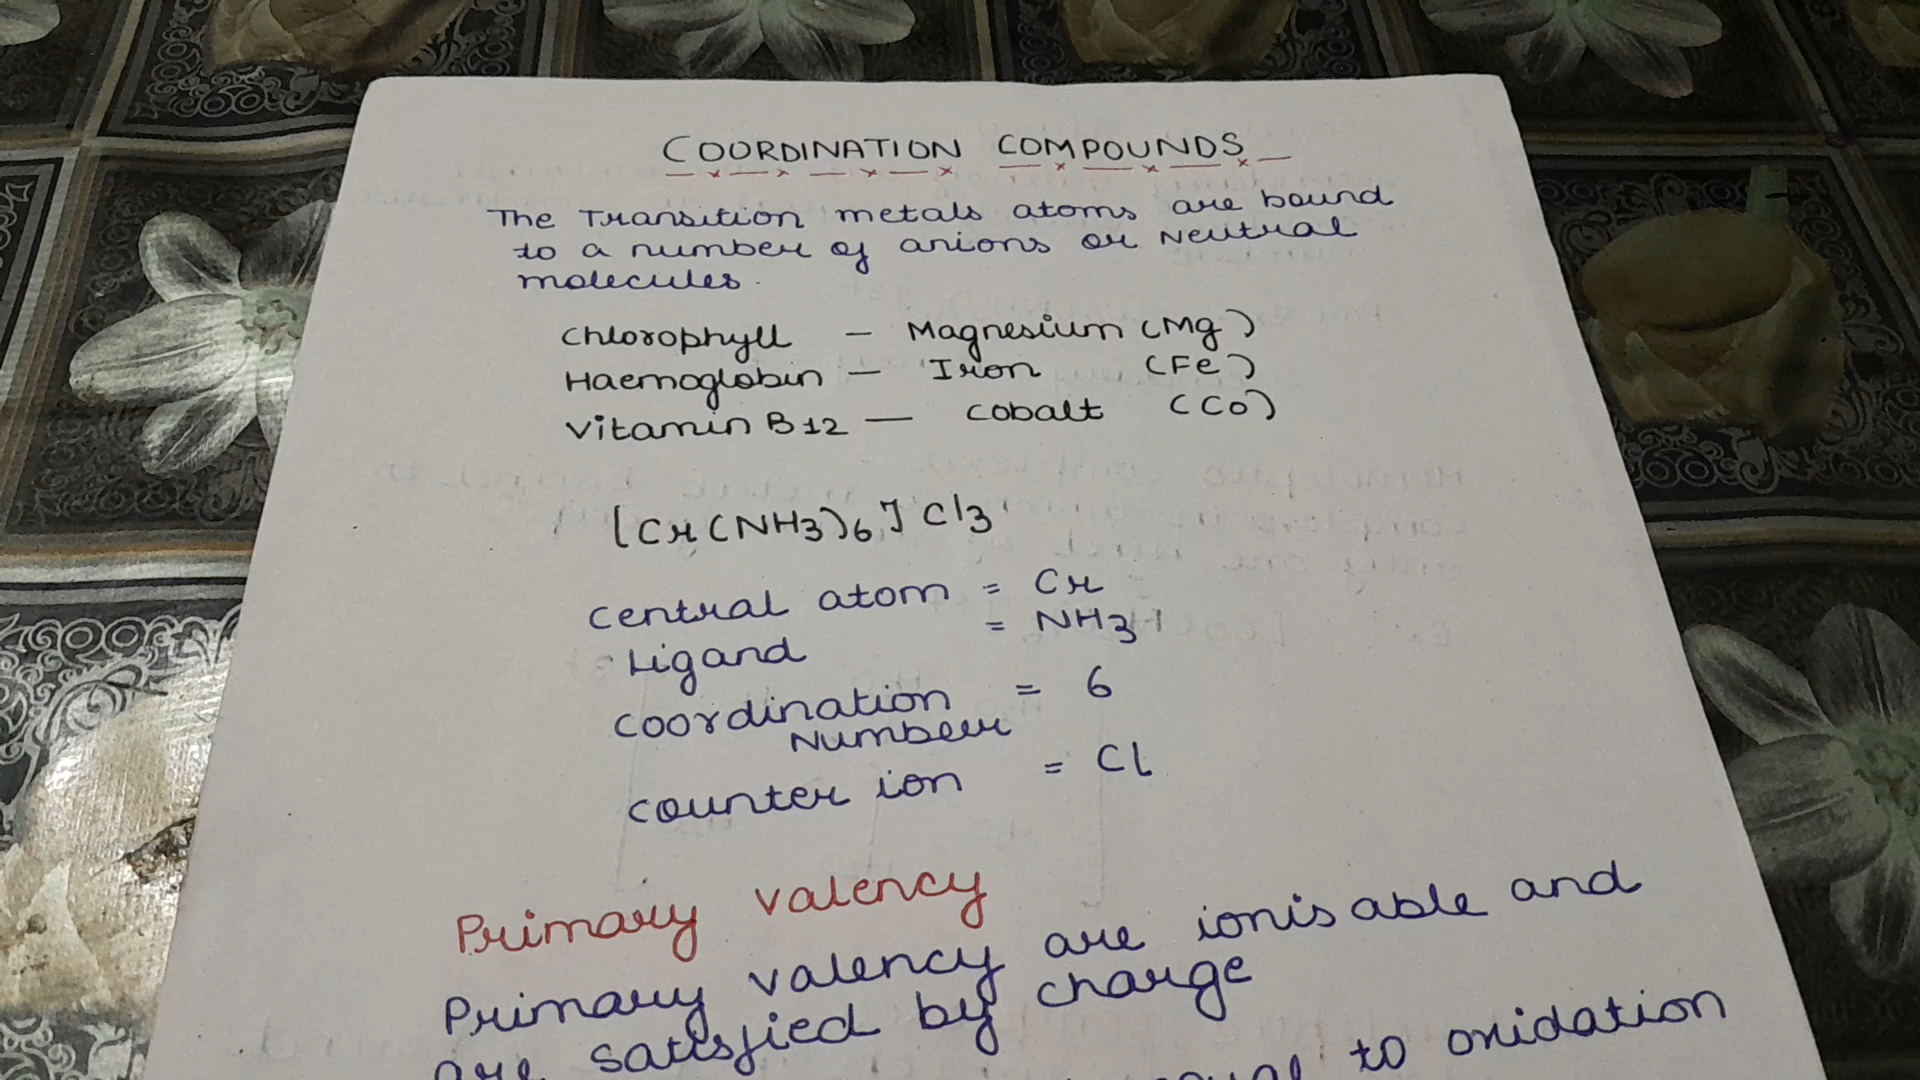 COORDINATION COMPOUNDS
The Transition metals atoms are bound
to a number of anions or Neutral
molecules.
Chlorophyll - Magnesium (Mg)
Haemoglobin - Iron (Fe)
Vitamin B12 - Cobalt (Co)
[Cr(NH3)6]Cl3
Central atom = Cr
Ligand = NH3
Coordination = 6
Number
Counter ion = Cl
Primary valency
Primary valency are ionisable and
are satisfied by charge
equal to oxidation